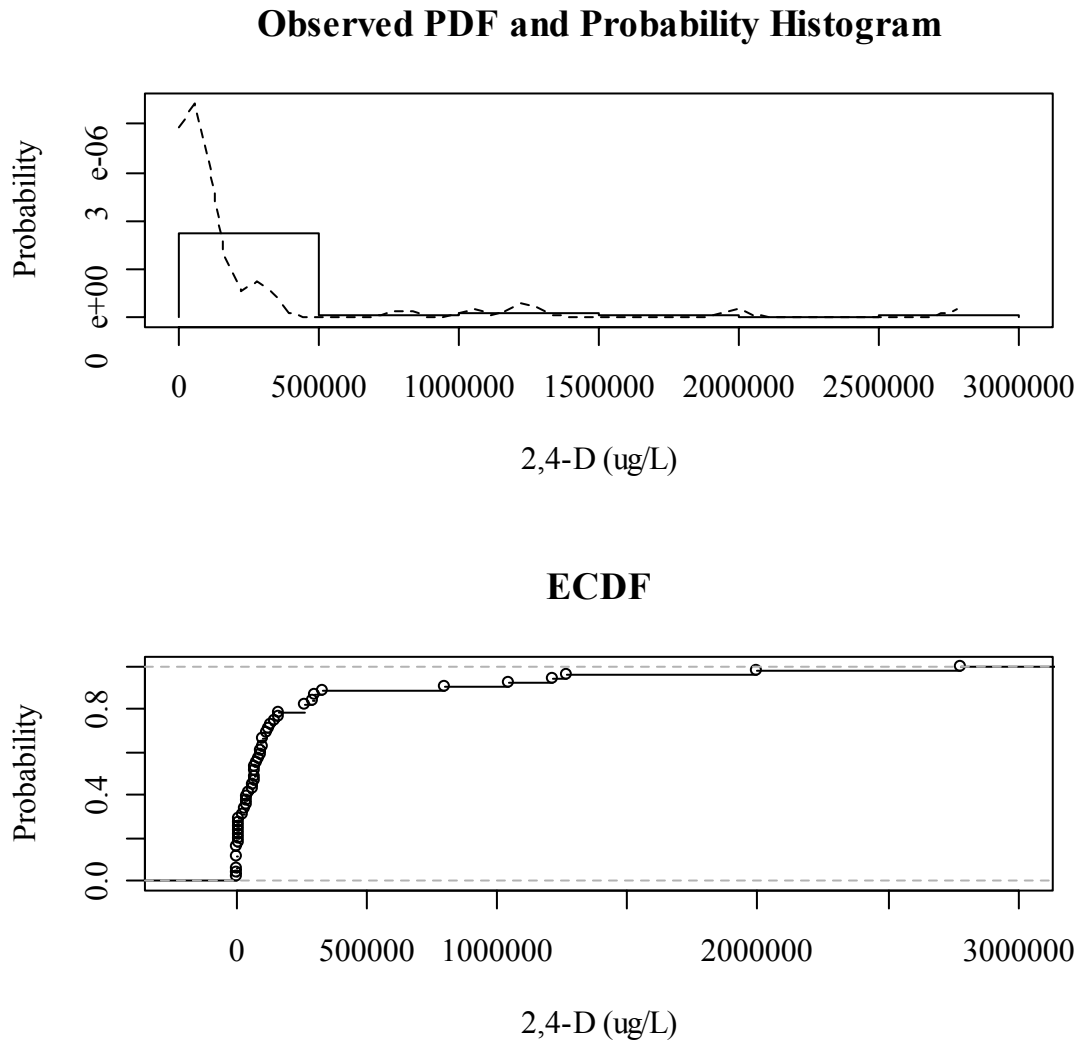 Observed PDF and Probability Histogram
Probability
0 e+00 3 e-06
0 500000 1000000 1500000 2000000 2500000 3000000
2,4-D (ug/L)
ECDF
Probability
0.0 0.4 0.8
0 500000 1000000 2000000 3000000
2,4-D (ug/L)